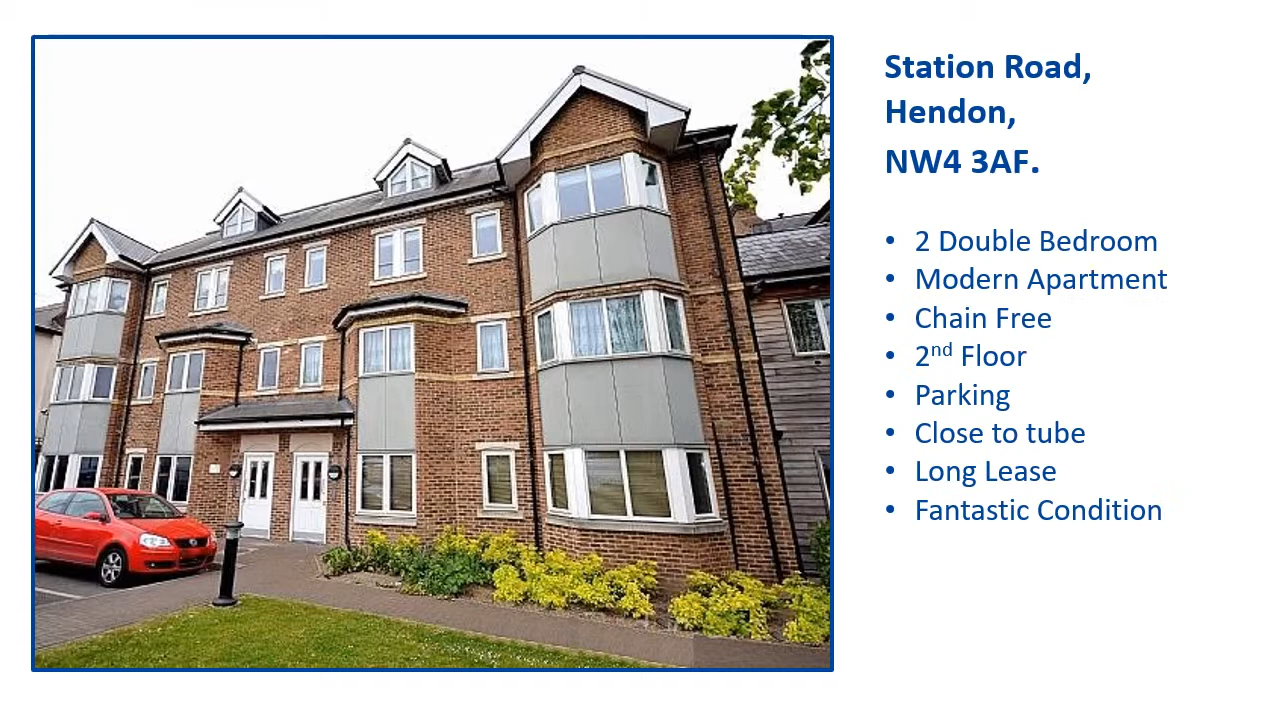 Station Road,
Hendon,
NW4 3AF.
• 2 Double Bedroom
• Modern Apartment
• Chain Free
• 2nd Floor
• Parking
• Close to tube
• Long Lease
• Fantastic Condition